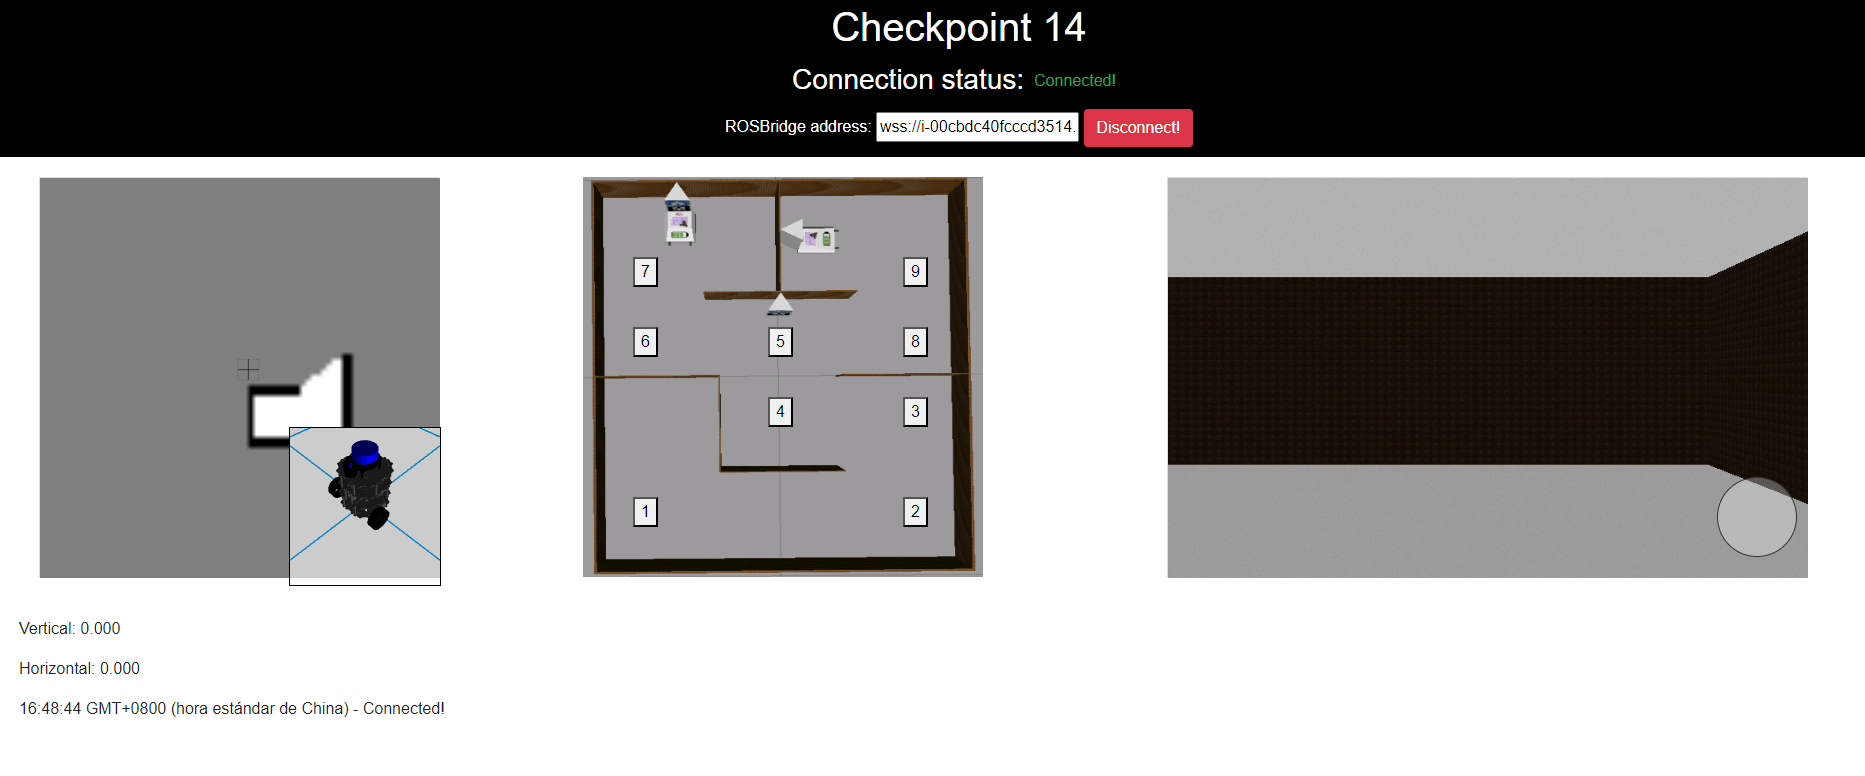 Checkpoint 14
Connection status: Connected!
ROSBridge address: wss://i-00cbdc40fcccd3514. Disconnect!
7 9
6 5 8
4 3
1 2
Vertical: 0.000
Horizontal: 0.000
16:48:44 GMT+0800 (hora estándar de China) - Connected!